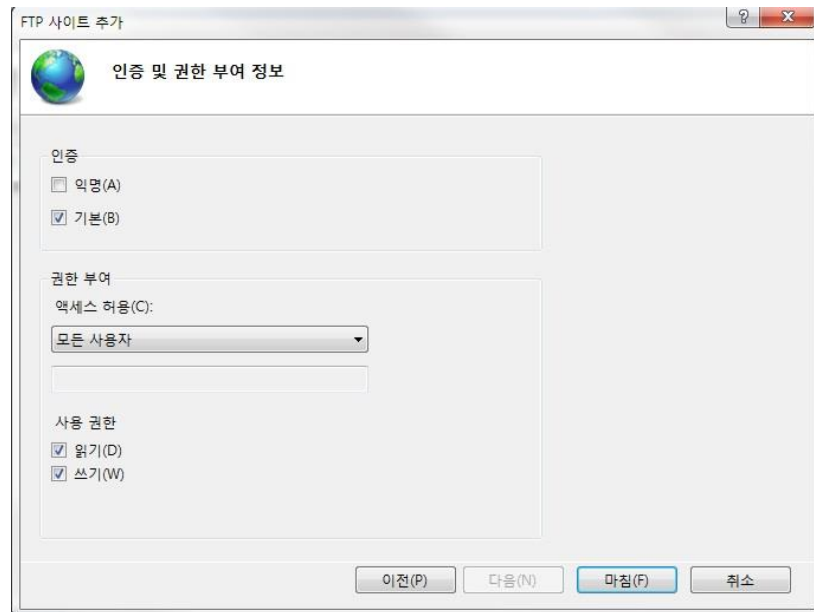 FTP 사이트 추가
인증 및 권한 부여 정보
인증
익명(A)
기본(B)
권한 부여
액세스 허용(C):
모든 사용자
사용 권한
읽기(D)
쓰기(W)
이전(P) 다음(N) 마침(F) 취소